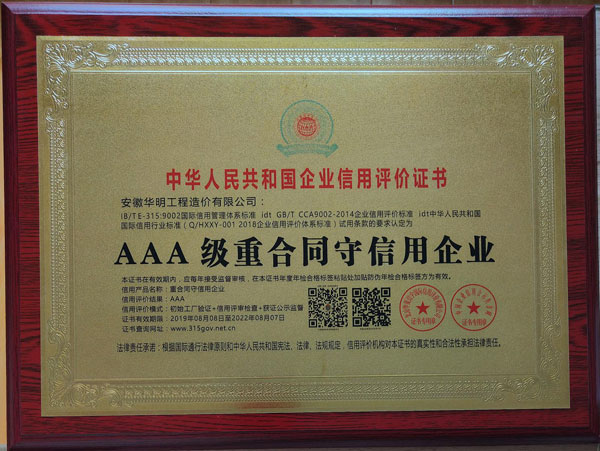 中华人民共和国企业信用评价证书
安徽华明工程造价有限公司：
I8/TE-315:9002国际信用管理体系标准 idt GB/T CCA9002-2014企业信用评价标准 idt中华人民共和国
国际信用行业标准（Q/HXXY-001 2018企业信用评价体系标准）试用条款的要求认定为
AAA级重合同守信用企业
本证书在有效期内，应每年接受监督审核，在本证书年度年检合格标签粘贴处加贴防伪年检合格标签方为有效。
信用产品名称：重合同守信用企业
信用评价结果：AAA
信用评价模式：初始工厂验证+信用评审检查+获证公示监督
证书有效期限：2019年08月08日至2022年08月07日
证书查询网址：www.315gov.net.cn
证书专用章
证书专用章
法律责任承诺：根据国际通行法律原则和中华人民共和国宪法、法律、法规规定，信用评价机构对本证书的真实性和合法性承担法律责任。